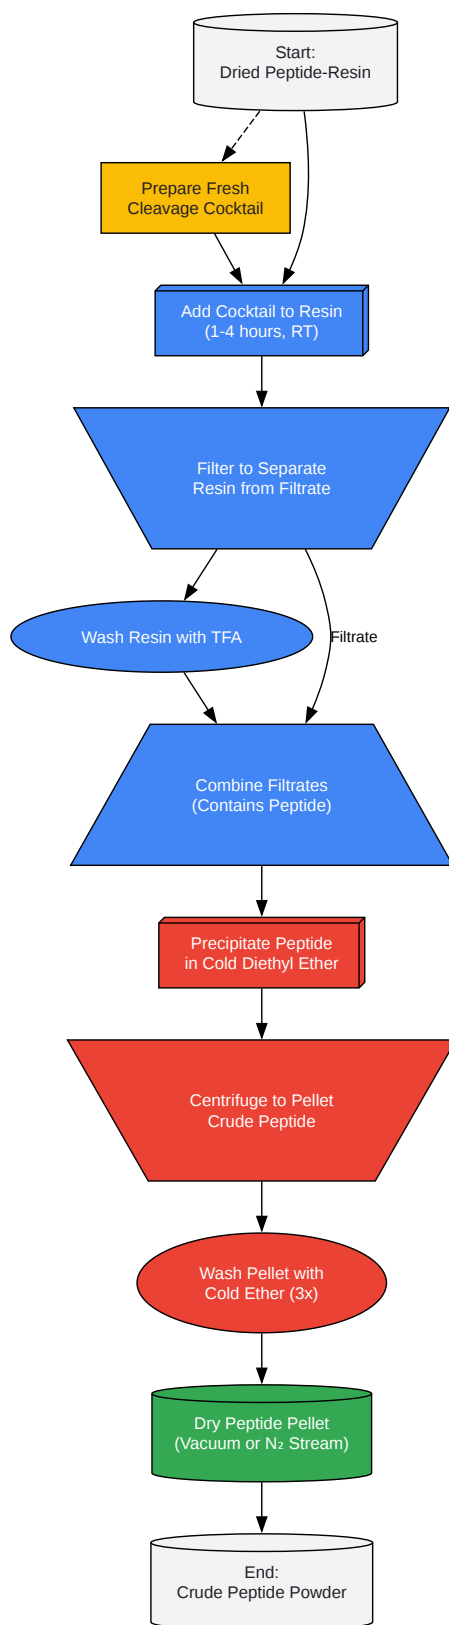 Start:
Dried Peptide-Resin
Prepare Fresh
Cleavage Cocktail
Add Cocktail to Resin
(1-4 hours, RT)
Filter to Separate
Resin from Filtrate
Wash Resin with TFA
Filtrate
Combine Filtrates
(Contains Peptide)
Precipitate Peptide
in Cold Diethyl Ether
Centrifuge to Pellet
Crude Peptide
Wash Pellet with
Cold Ether (3x)
Dry Peptide Pellet
(Vacuum or N₂ Stream)
End:
Crude Peptide Powder